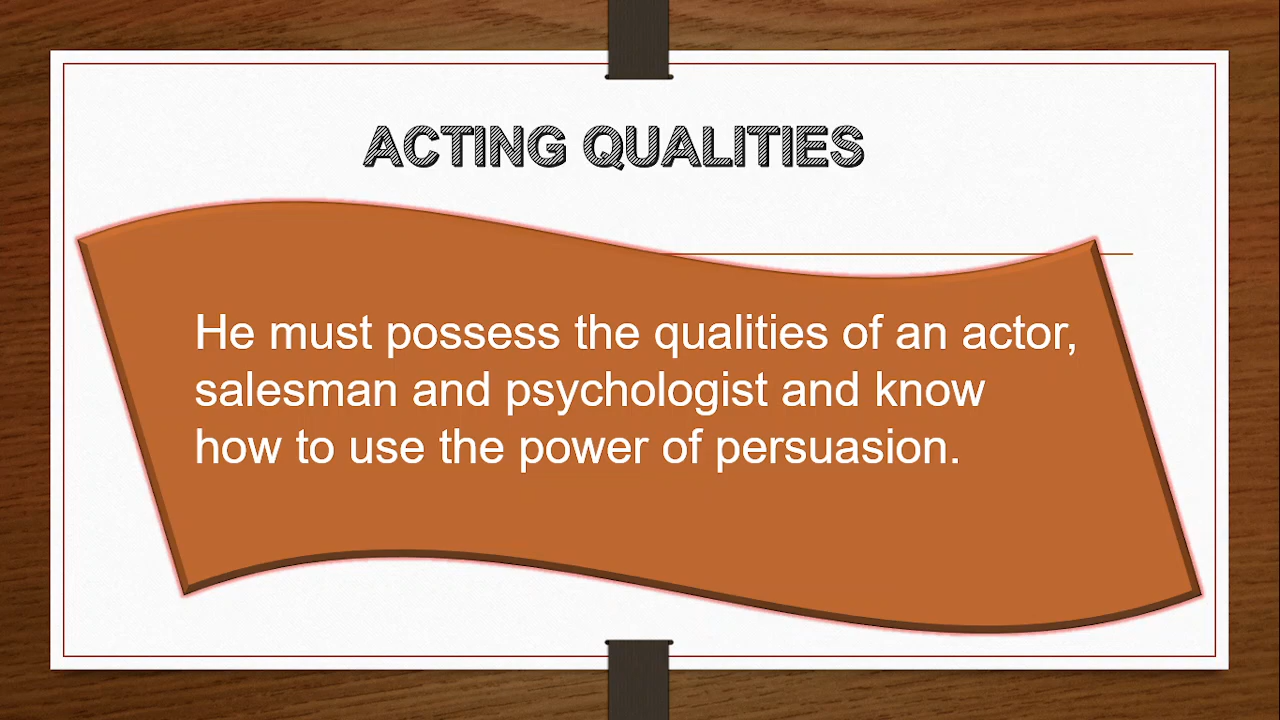 ACTING QUALITIES
He must possess the qualities of an actor,
salesman and psychologist and know
how to use the power of persuasion.